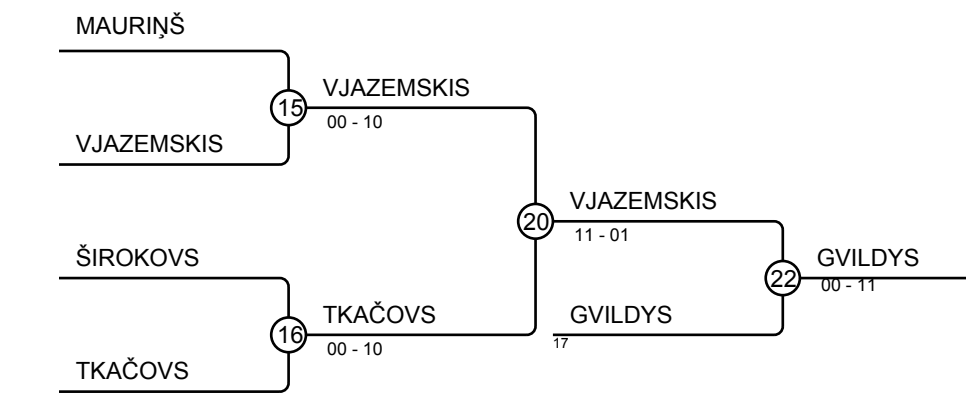 MAURIŅŠ
VJAZEMSKIS
15
00 - 10
VJAZEMSKIS
VJAZEMSKIS
20
11 - 01
ŠIROKOVS
GVILDYS
22
00 - 11
TKAČOVS
GVILDYS
16
17
00 - 10
TKAČOVS